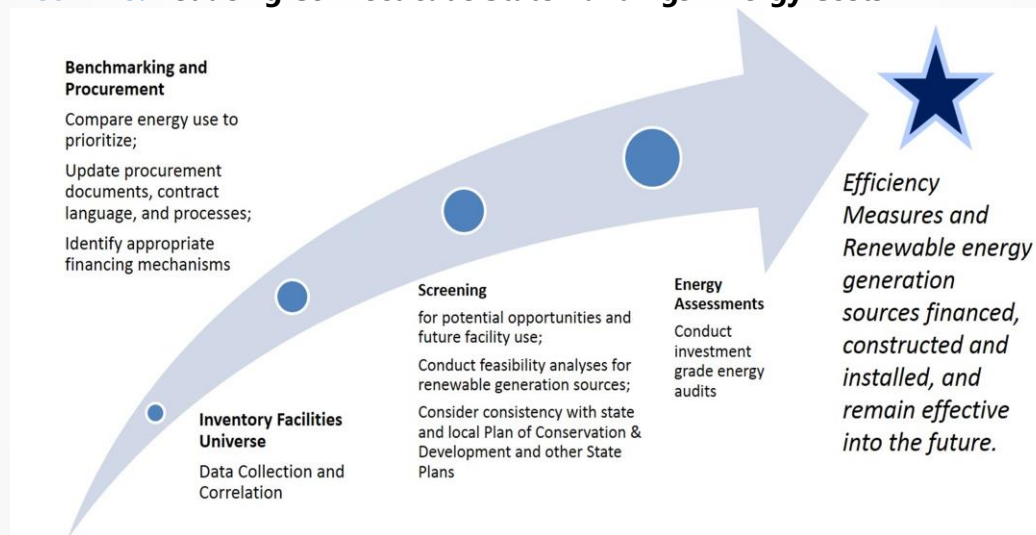 Benchmarking and
Procurement
Compare energy use to
prioritize;
Update procurement
documents, contract
language, and processes;
Identify appropriate
financing mechanisms
Inventory Facilities
Universe
Data Collection and
Correlation
Screening
for potential opportunities and
future facility use;
Conduct feasibility analyses for
renewable generation sources;
Consider consistency with state
and local Plan of Conservation &
Development and other State
Plans
Energy
Assessments
Conduct
investment
grade energy
audits
Efficiency
Measures and
Renewable energy
generation
sources financed,
constructed and
installed, and
remain effective
into the future.